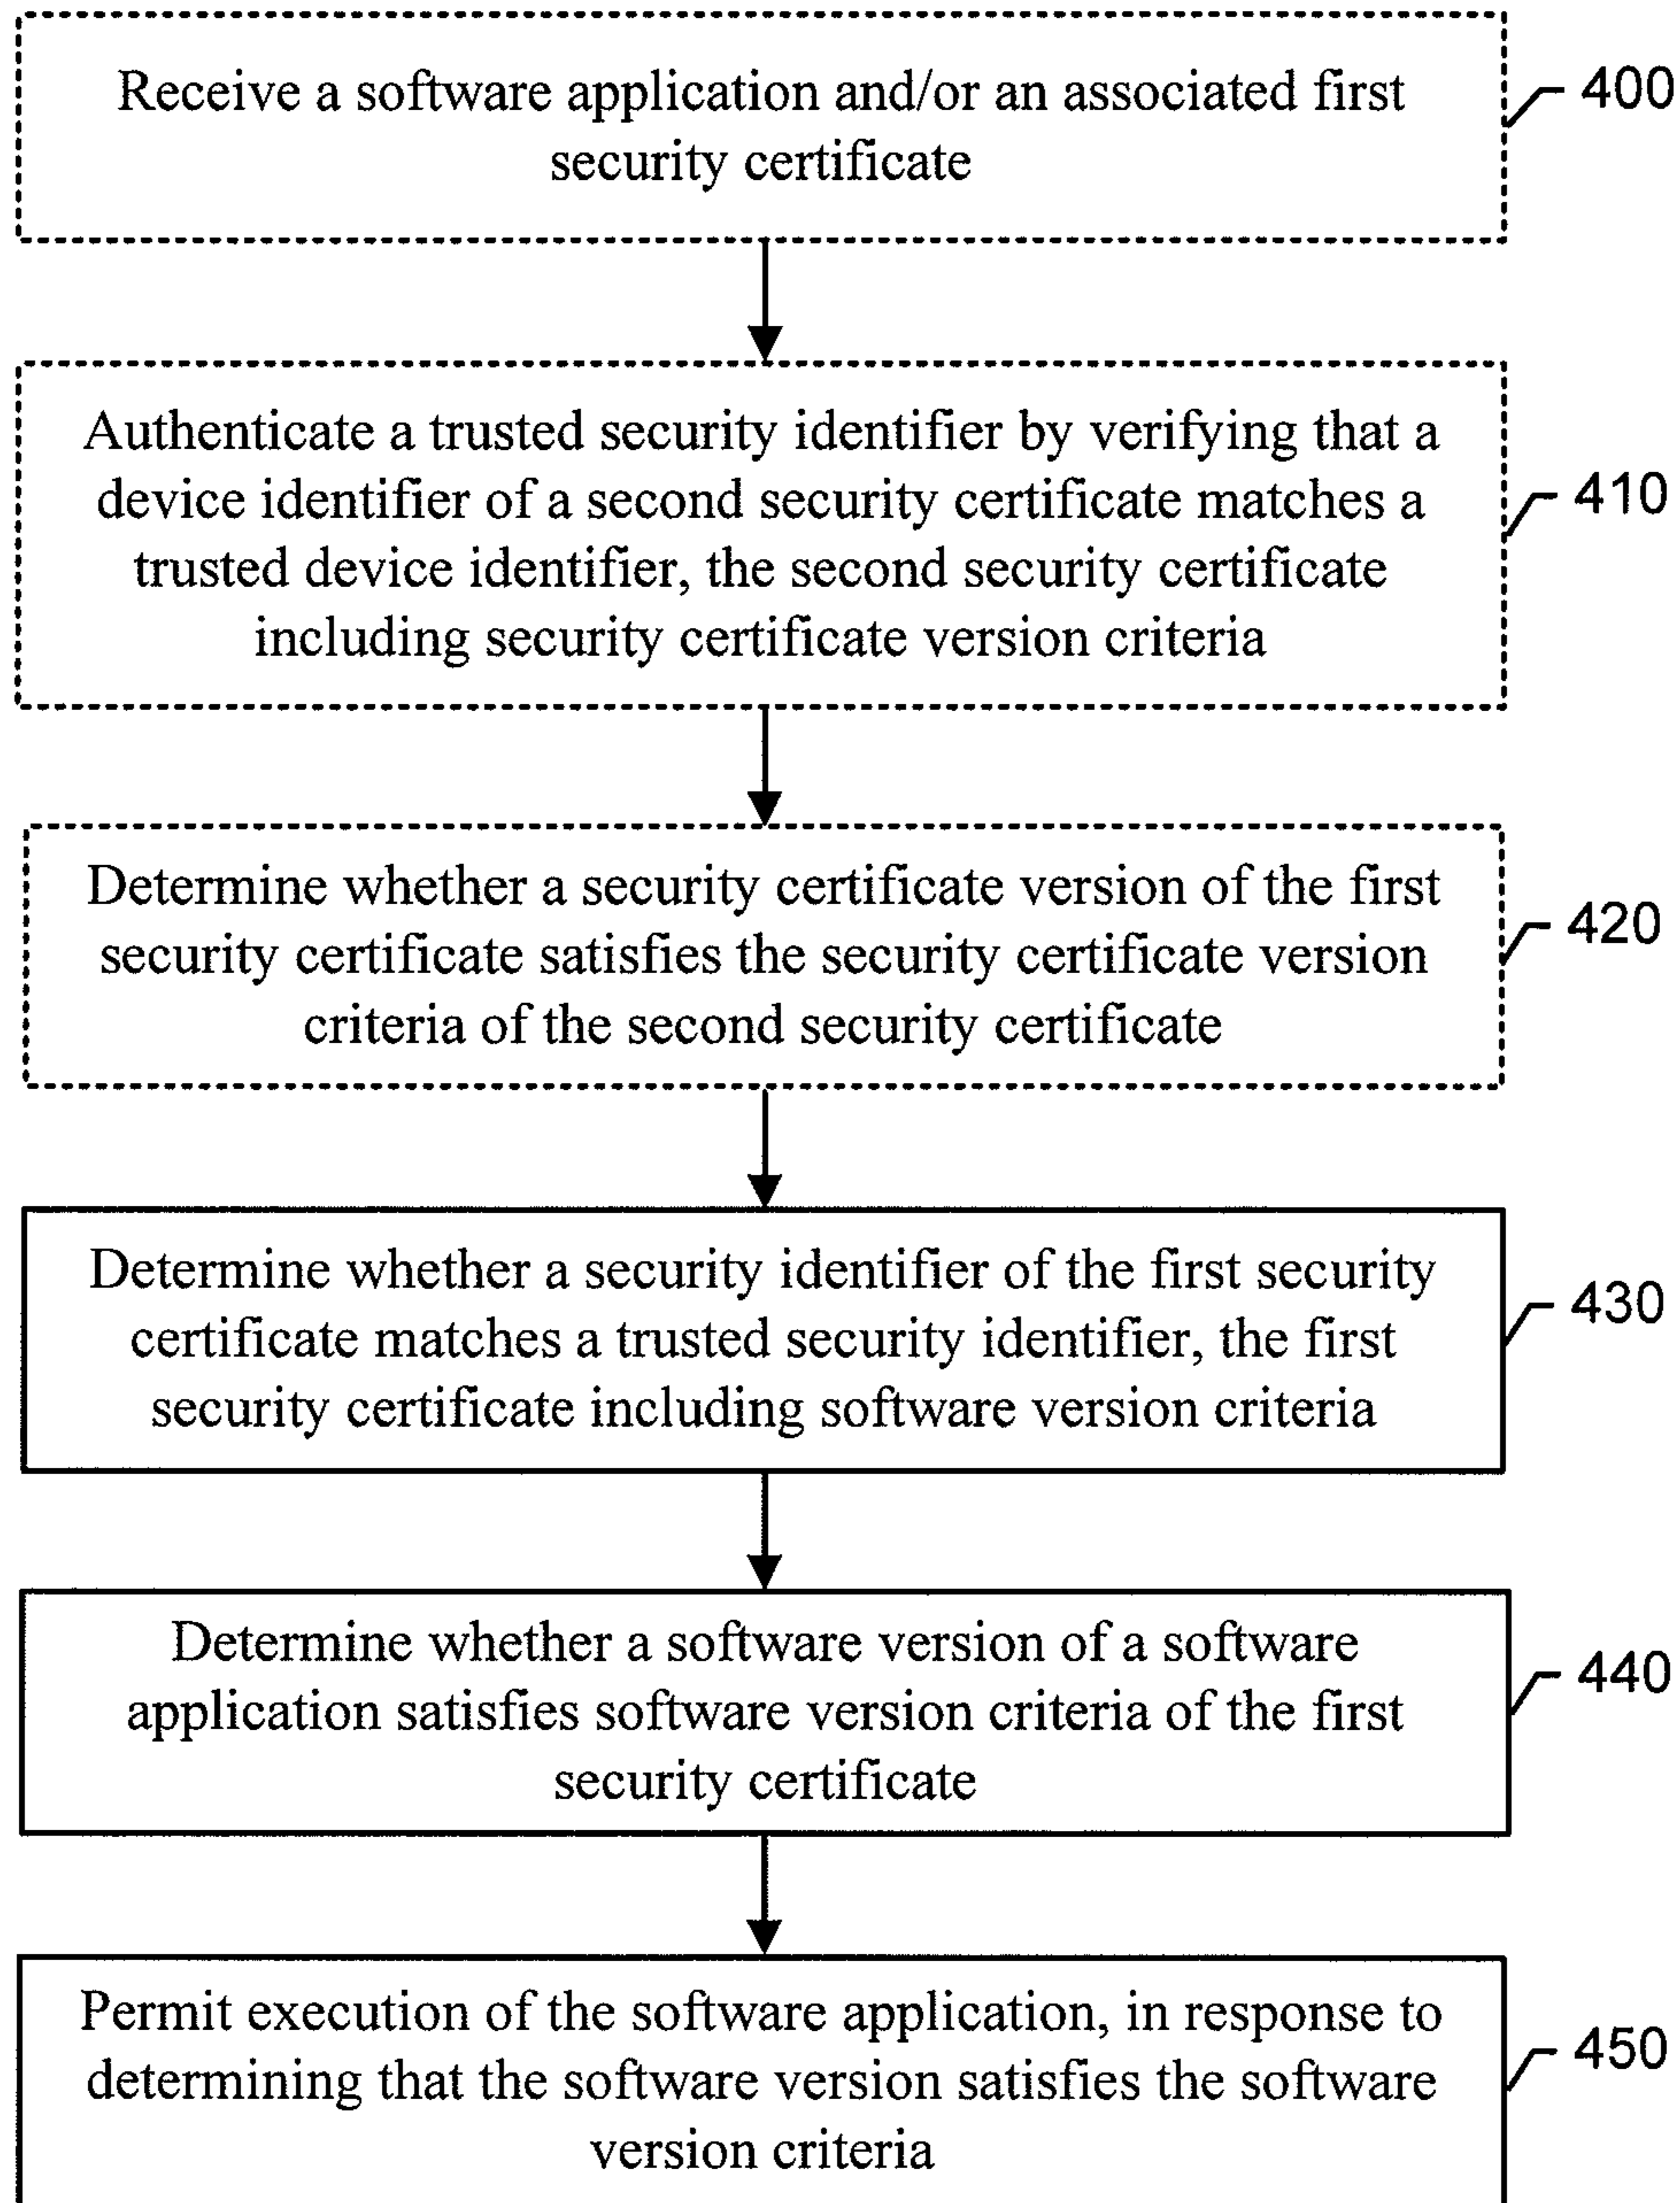 Receive a software application and/or an associated first
security certificate
400
Authenticate a trusted security identifier by verifying that a
device identifier of a second security certificate matches a
trusted device identifier, the second security certificate
including security certificate version criteria
410
Determine whether a security certificate version of the first
security certificate satisfies the security certificate version
criteria of the second security certificate
420
Determine whether a security identifier of the first security
certificate matches a trusted security identifier, the first
security certificate including software version criteria
430
Determine whether a software version of a software
application satisfies software version criteria of the first
security certificate
440
Permit execution of the software application, in response to
determining that the software version satisfies the software
version criteria
450